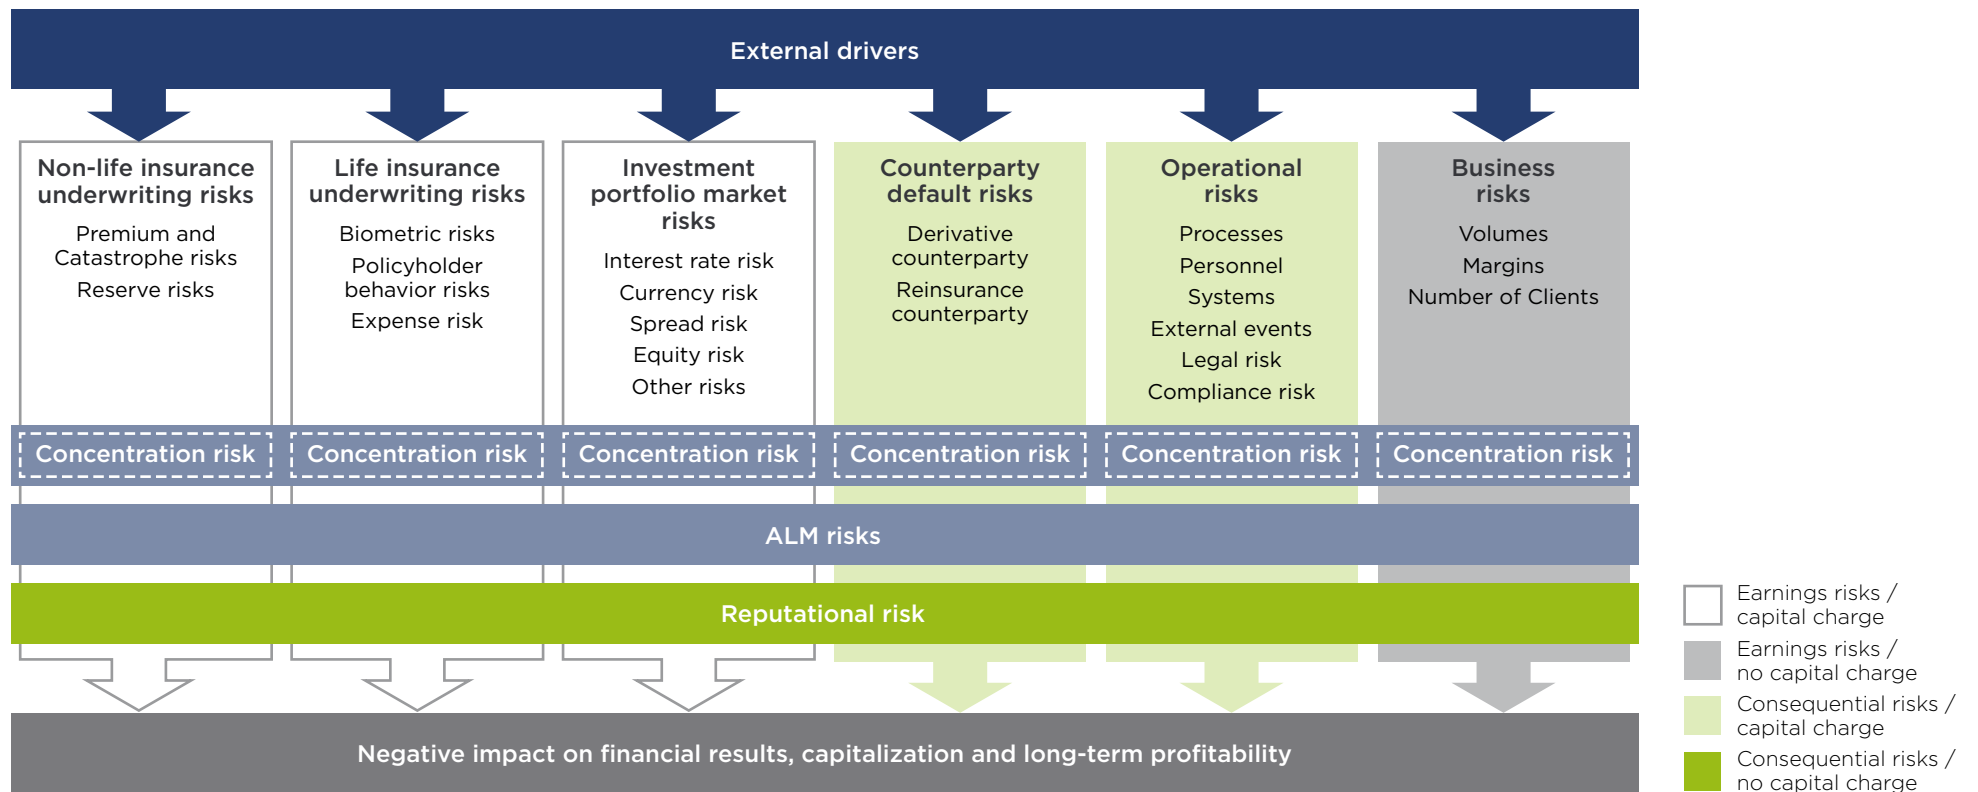 External drivers
Non-life insurance
underwriting risks
Premium and
Catastrophe risks
Reserve risks
Life insurance
underwriting risks
Biometric risks
Policyholder
behavior risks
Expense risk
Investment
portfolio market
risks
Interest rate risk
Currency risk
Spread risk
Equity risk
Other risks
Counterparty
default risks
Derivative
counterparty
Reinsurance
counterparty
Operational
risks
Processes
Personnel
Systems
External events
Legal risk
Compliance risk
Business
risks
Volumes
Margins
Number of Clients
Concentration risk
Concentration risk
Concentration risk
Concentration risk
Concentration risk
Concentration risk
ALM risks
Reputational risk
Negative impact on financial results, capitalization and long-term profitability
Earnings risks /
capital charge
Earnings risks /
no capital charge
Consequential risks /
capital charge
Consequential risks /
no capital charge